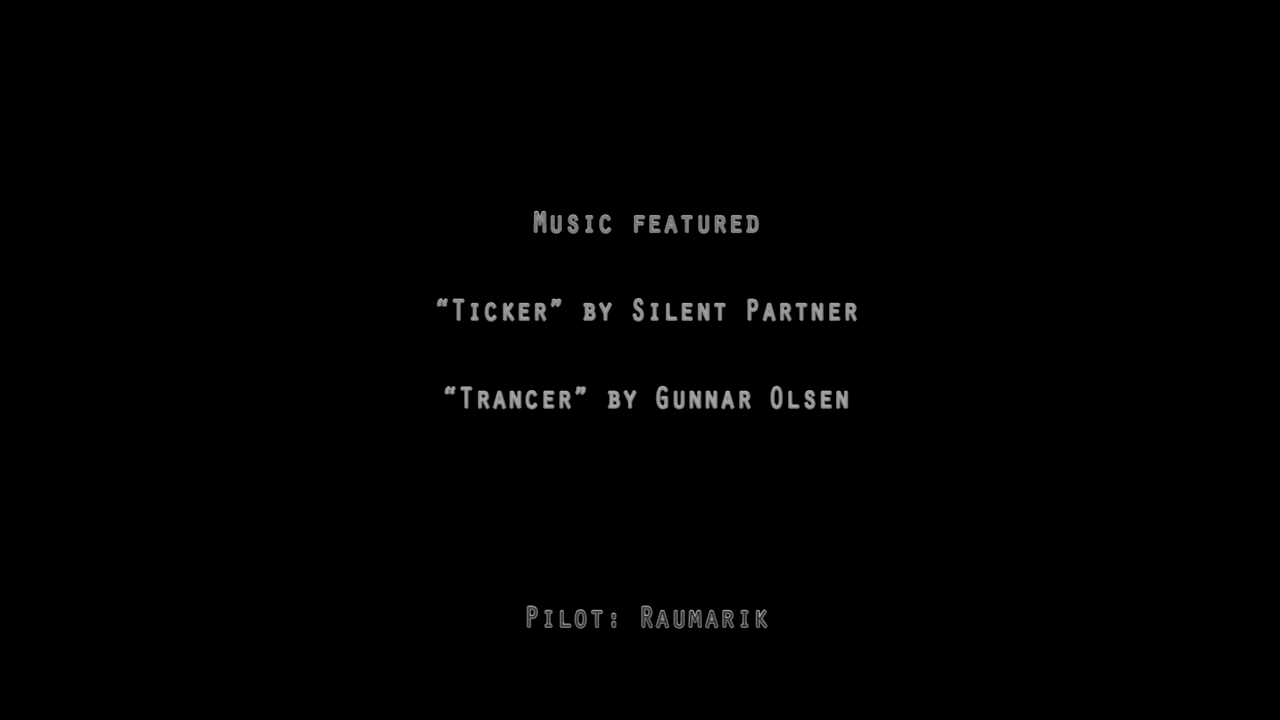 Music featured
“Ticker” by Silent Partner
“Trancer” by Gunnar Olsen
Pilot: Raumarik